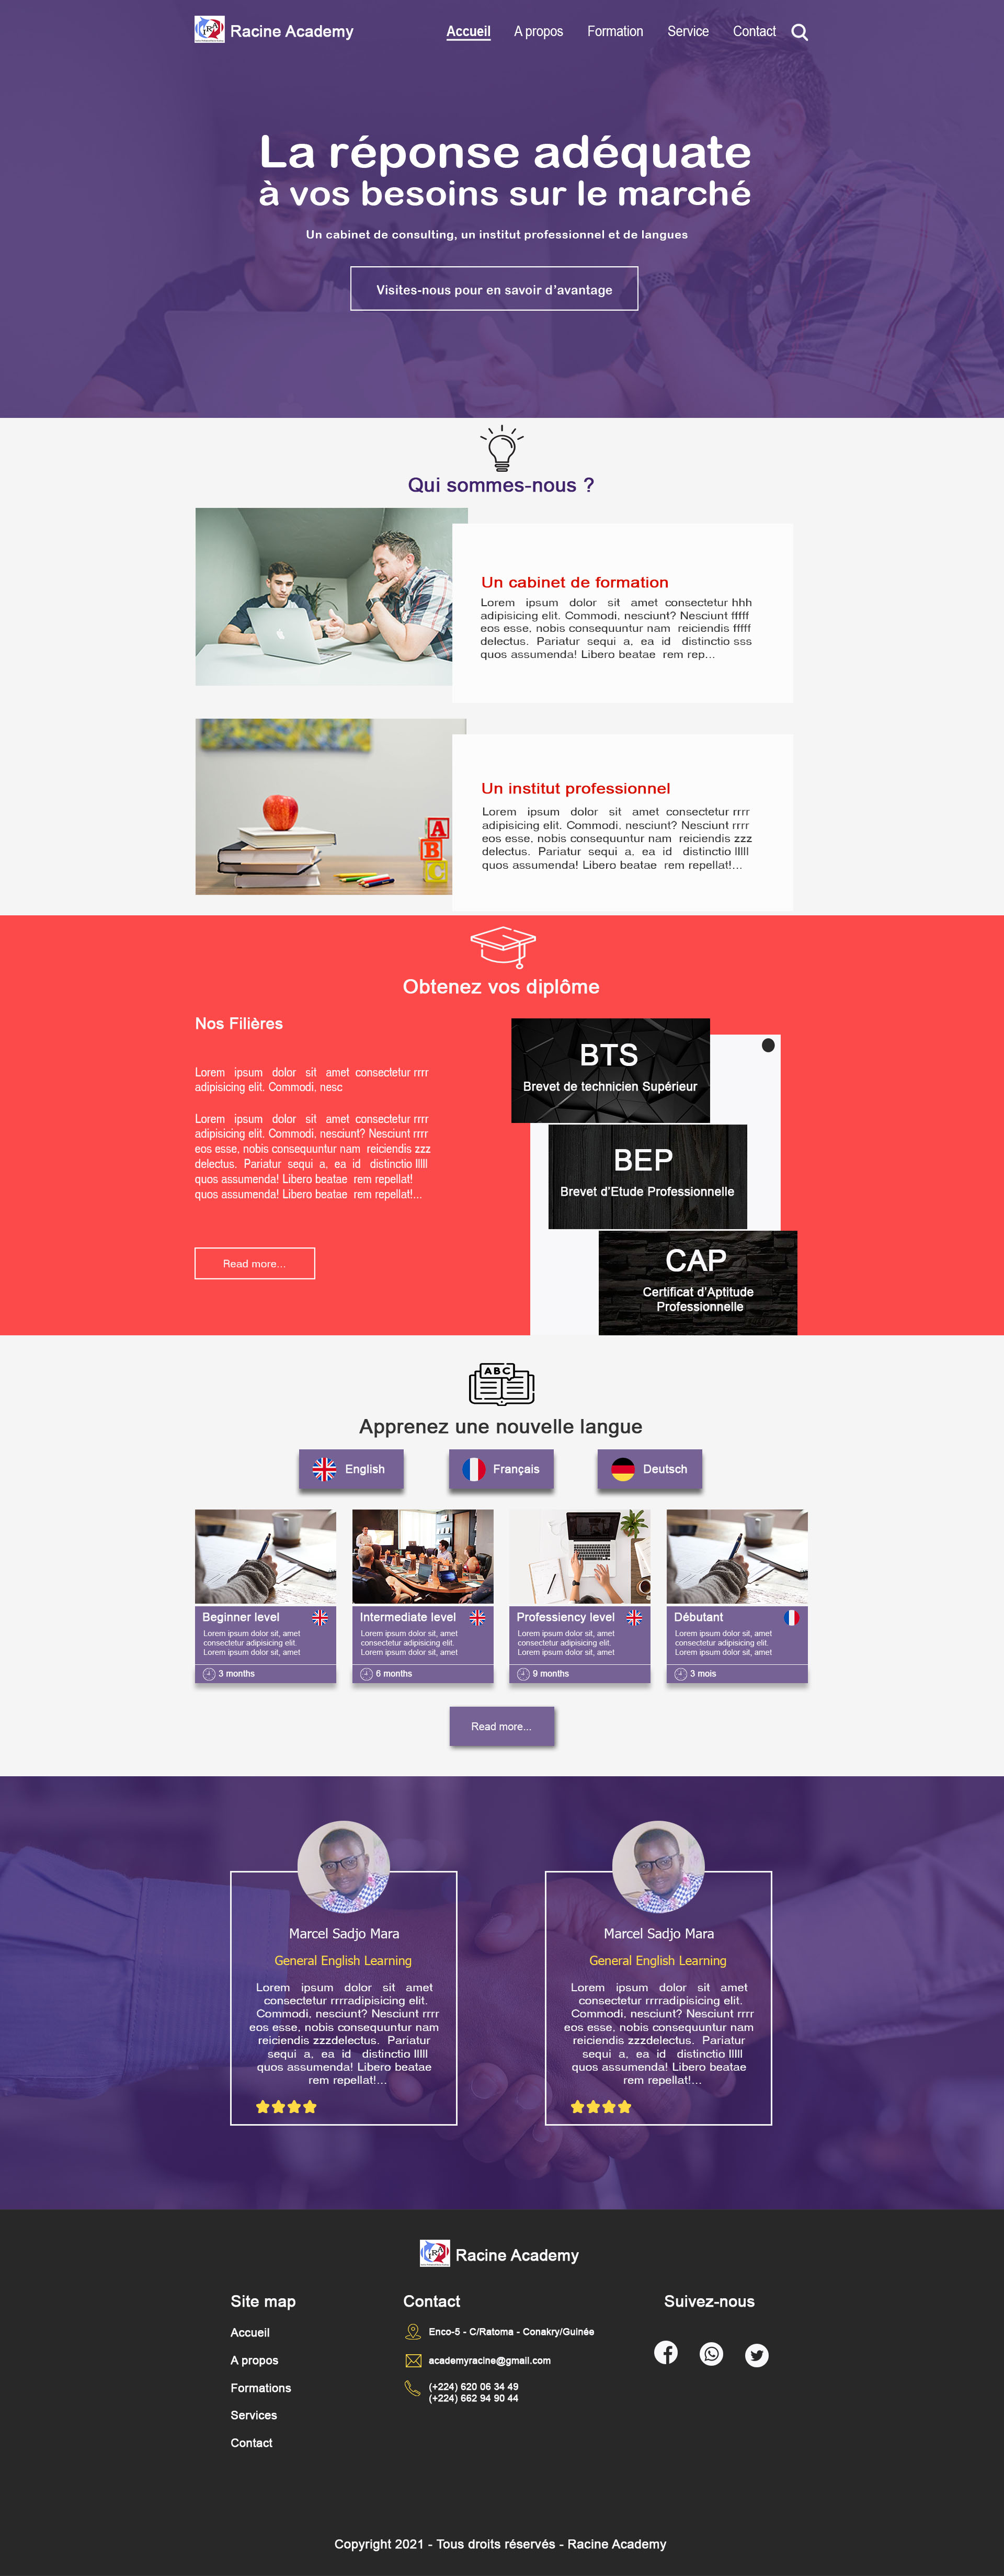 Racine Academy
Accueil A propos Formation Service Contact
La réponse adéquate
à vos besoins sur le marché
Un cabinet de consulting, un institut professionnel et de langues
Visites-nous pour en savoir d'avantage
Qui sommes-nous ?
Un cabinet de formation
Lorem ipsum dolor sit amet consectetur hhh
adipisicing elit. Commodi, nesciunt? Nesciunt fffff
eos esse, nobis consequuntur nam reiciendis fffff
delectus. Pariatur sequi a, ea id distinctio sss
quos assumenda! Libero beatae rem rep...
A
B
C
Un institut professionnel
Lorem ipsum dolor sit amet consectetur rrrr
adipisicing elit. Commodi, nesciunt? Nesciunt rrrr
eos esse, nobis consequuntur nam reiciendis zzz
delectus. Pariatur sequi a, ea id distinctio lllll
quos assumenda! Libero beatae rem repellat!...
Obtenez vos diplôme
Nos Filières
Lorem ipsum dolor sit amet consectetur rrrr
adipisicing elit. Commodi, nesc
Lorem ipsum dolor sit amet consectetur rrrr
adipisicing elit. Commodi, nesciunt? Nesciunt rrrr
eos esse, nobis consequuntur nam reiciendis zzz
delectus. Pariatur sequi a, ea id distinctio lllll
quos assumenda! Libero beatae rem repellat!
quos assumenda! Libero beatae rem repellat!...
Read more...
BTS
Brevet de technicien Supérieur
BEP
Brevet d'Etude Professionnelle
CAP
Certificat d'Aptitude
Professionnelle
ABC
Apprenez une nouvelle langue
English
Français
Deutsch
Beginner level
Lorem ipsum dolor sit, amet
consectetur adipisicing elit.
Lorem ipsum dolor sit, amet
3 months
Intermediate level
Lorem ipsum dolor sit, amet
consectetur adipisicing elit.
Lorem ipsum dolor sit, amet
6 months
Professiency level
Lorem ipsum dolor sit, amet
consectetur adipisicing elit.
Lorem ipsum dolor sit, amet
9 months
Débutant
Lorem ipsum dolor sit, amet
consectetur adipisicing elit.
Lorem ipsum dolor sit, amet
3 mois
Read more...
Marcel Sadjo Mara
General English Learning
Lorem ipsum dolor sit amet
consectetur rrrradipisicing elit.
Commodi, nesciunt? Nesciunt rrrr
eos esse, nobis consequuntur nam
reiciendis zzzdelectus. Pariatur
sequi a, ea id distinctio lllll
quos assumenda! Libero beatae
rem repellat!...
Marcel Sadjo Mara
General English Learning
Lorem ipsum dolor sit amet
consectetur rrrradipisicing elit.
Commodi, nesciunt? Nesciunt rrrr
eos esse, nobis consequuntur nam
reiciendis zzzdelectus. Pariatur
sequi a, ea id distinctio lllll
quos assumenda! Libero beatae
rem repellat!...
Racine Academy
Site map
Accueil
A propos
Formations
Services
Contact
Contact
Enco-5 - C/Ratoma - Conakry/Guinée
academyracine@gmail.com
(+224) 620 06 34 49
(+224) 662 94 90 44
Suivez-nous
Copyright 2021 - Tous droits réservés - Racine Academy